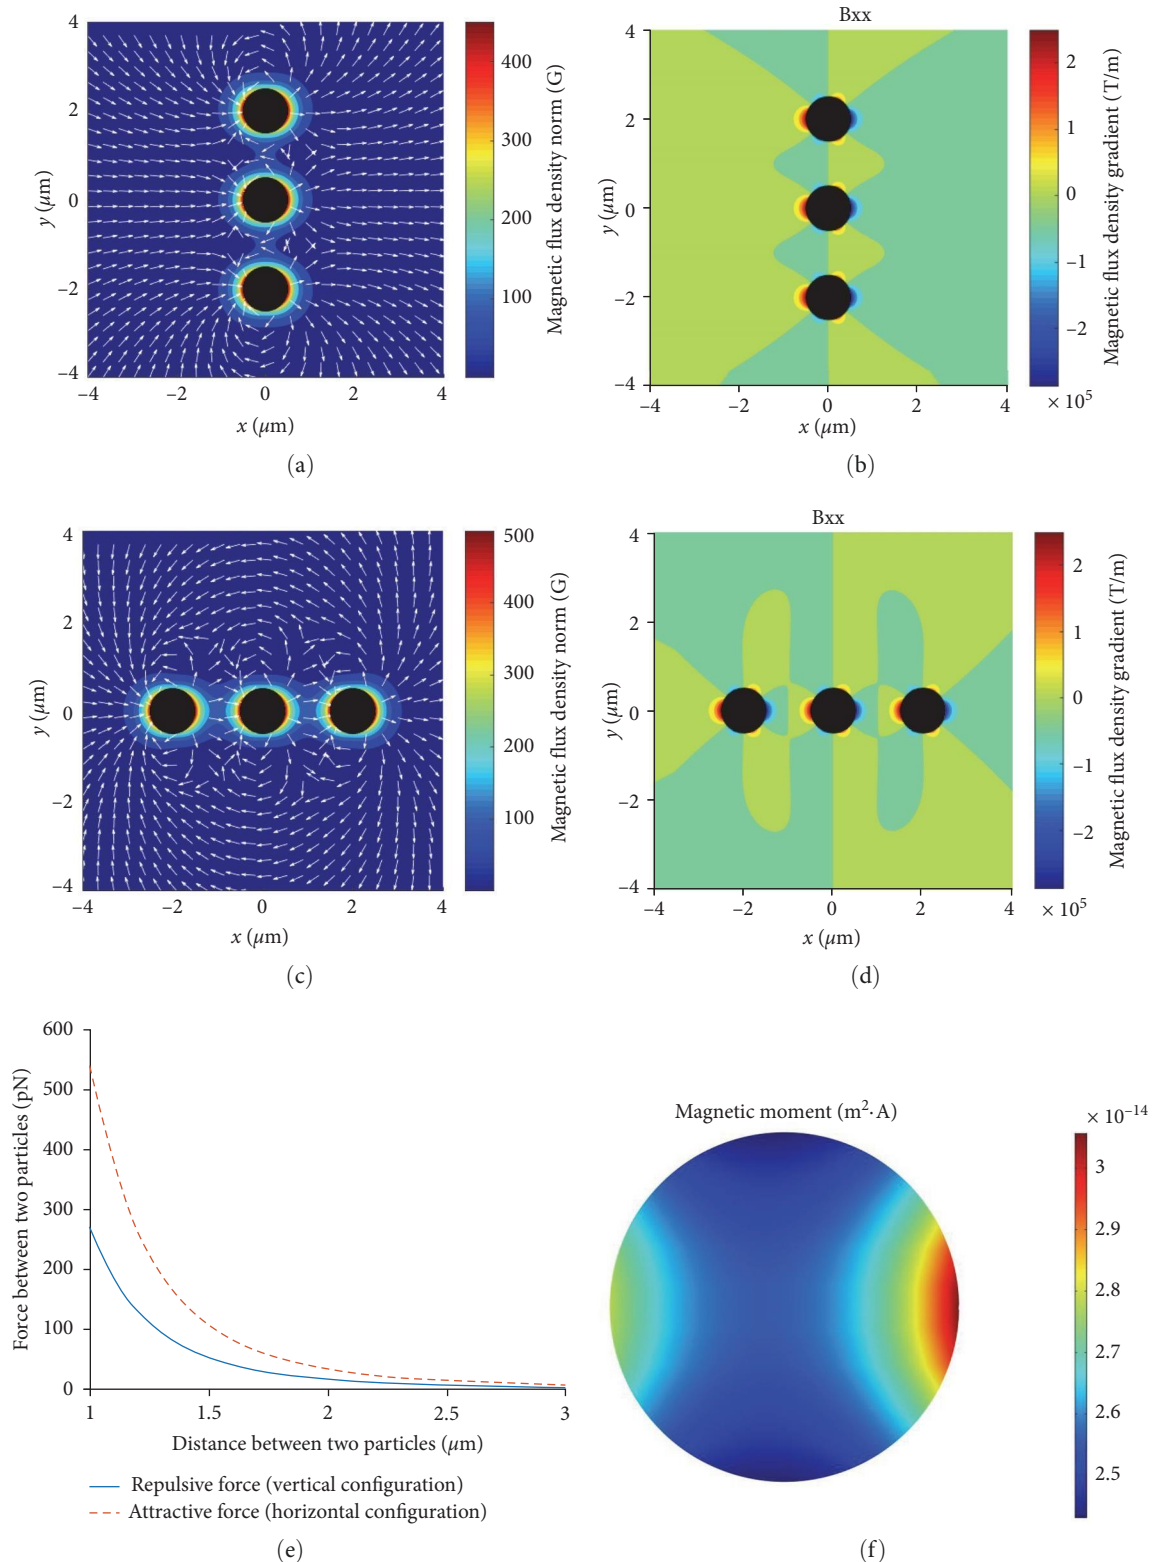 4
2
0
−2
−4
y (μm)
−4 −2 0 2 4
x (μm)
400
300
200
100
Magnetic flux density norm (G)
(a)
Bxx
4
2
0
−2
−4
y (μm)
−4 −2 0 2 4
x (μm)
2
1
0
−1
−2
× 10^5
Magnetic flux density gradient (T/m)
(b)
4
2
0
−2
−4
y (μm)
−4 −2 0 2 4
x (μm)
500
400
300
200
100
Magnetic flux density norm (G)
(c)
Bxx
4
2
0
−2
−4
y (μm)
−4 −2 0 2 4
x (μm)
2
1
0
−1
−2
× 10^5
Magnetic flux density gradient (T/m)
(d)
600
500
400
300
200
100
0
Force between two particles (pN)
1 1.5 2 2.5 3
Distance between two particles (μm)
Repulsive force (vertical configuration)
Attractive force (horizontal configuration)
(e)
Magnetic moment (m²·A)
× 10⁻¹⁴
3
2.9
2.8
2.7
2.6
2.5
(f)